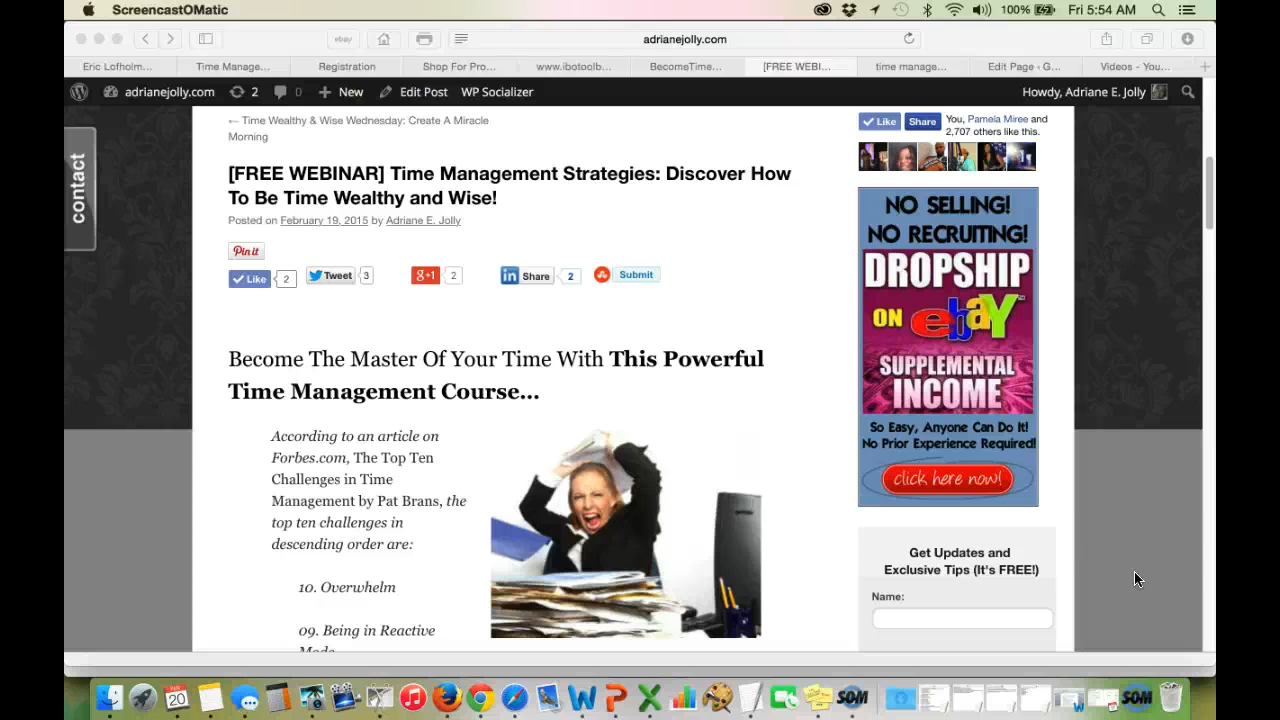 ScreencastOMatic
100%
Fri 5:54 AM
ebay
adrianejolly.com
Eric Lofholm...
Time Manage...
Registration
Shop For Pro...
www.ibotoolb...
BecomeTime...
[FREE WEBI...
time manage...
Edit Page ‹ G...
Videos - You...
adrianejolly.com
2
0
New
Edit Post
WP Socializer
Howdy, Adriane E. Jolly
contact
← Time Wealthy & Wise Wednesday: Create A Miracle
Morning
[FREE WEBINAR] Time Management Strategies: Discover How
To Be Time Wealthy and Wise!
Posted on February 19, 2015 by Adriane E. Jolly
Pin it
Like 2
Tweet 3
g+1 2
in Share 2
Submit
Become The Master Of Your Time With This Powerful
Time Management Course...
According to an article on
Forbes.com, The Top Ten
Challenges in Time
Management by Pat Brans, the
top ten challenges in
descending order are:
10. Overwhelm
09. Being in Reactive
Mode
Like
Share
You, Pamela Miree and
2,707 others like this.
NO SELLING!
NO RECRUITING!
DROPSHIP
ON ebay
SUPPLEMENTAL
INCOME
So Easy, Anyone Can Do It!
No Prior Experience Required!
click here now!
Get Updates and
Exclusive Tips (It's FREE!)
Name:
FEB
20
W
P
X
SOM
SOM